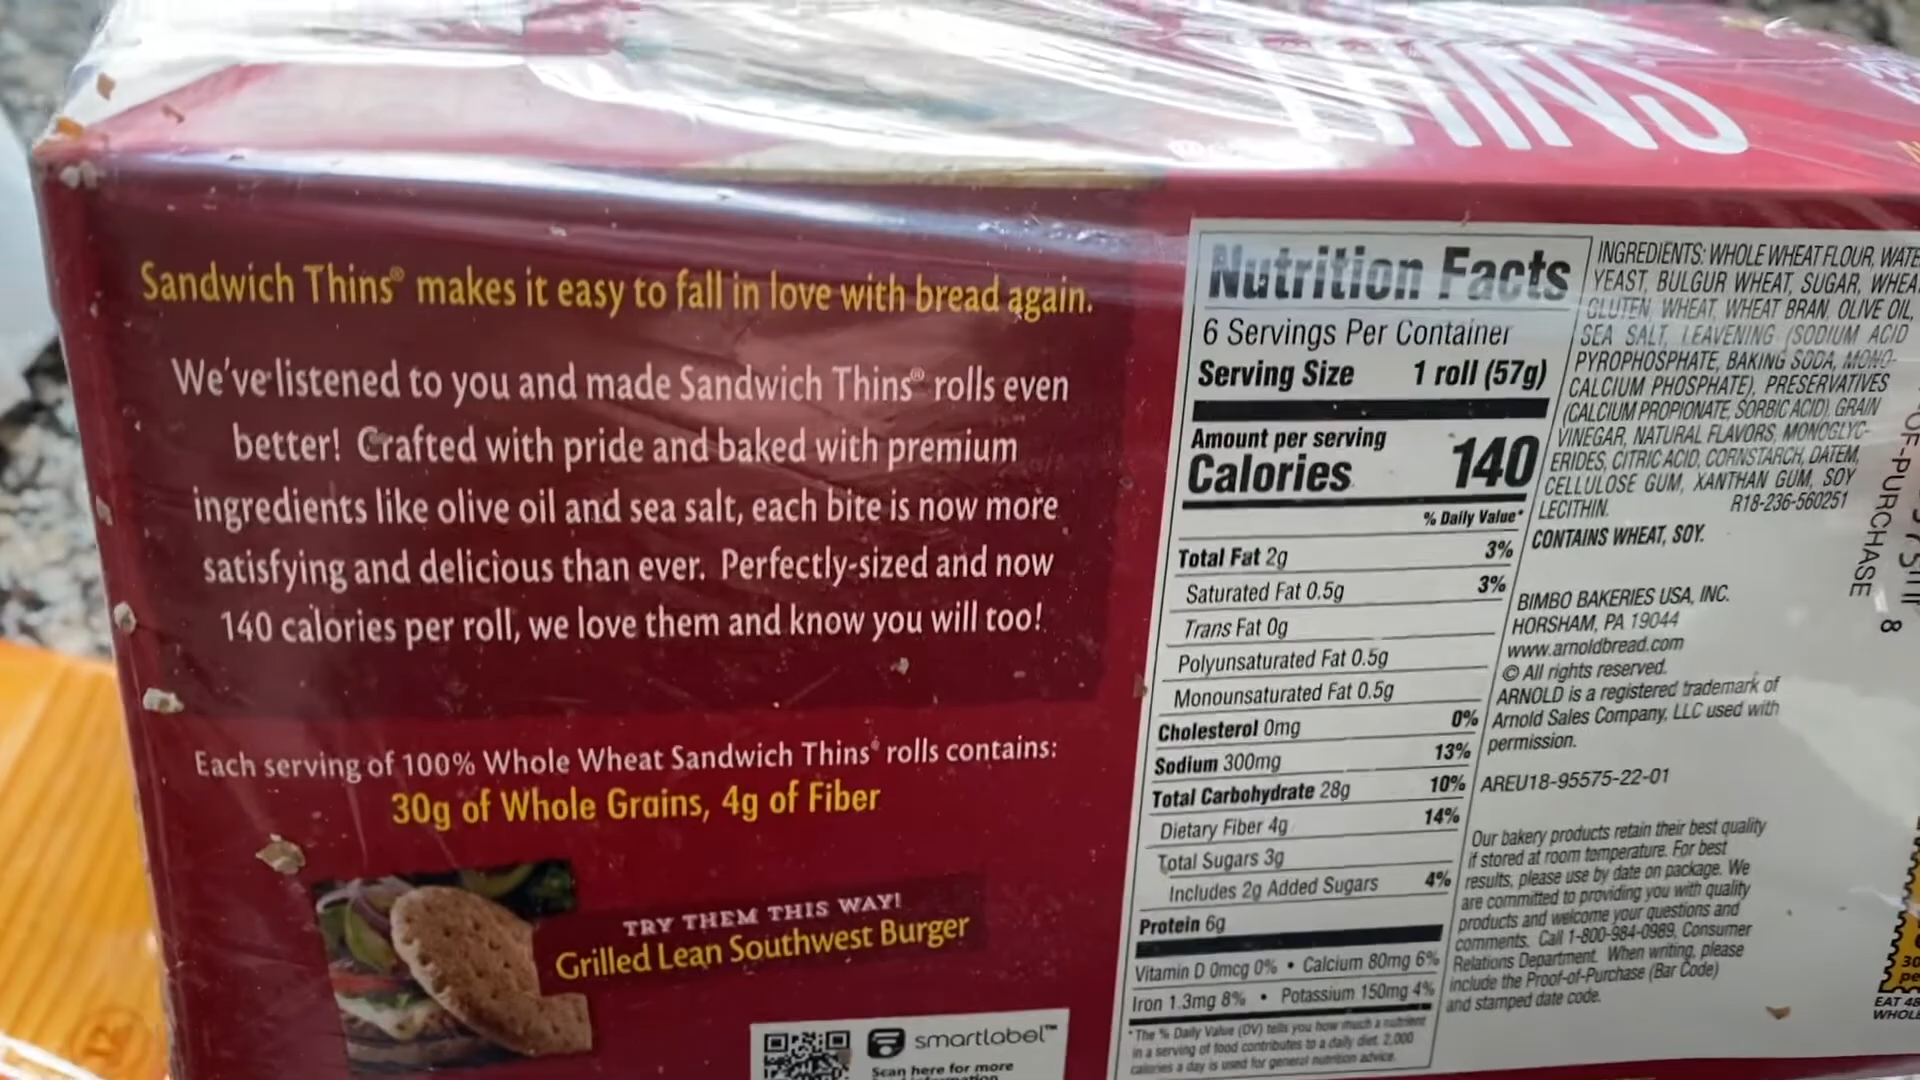 THINS
Sandwich Thins® makes it easy to fall in love with bread again.
We've listened to you and made Sandwich Thins® rolls even
better! Crafted with pride and baked with premium
ingredients like olive oil and sea salt, each bite is now more
satisfying and delicious than ever. Perfectly-sized and now
140 calories per roll, we love them and know you will too!
Each serving of 100% Whole Wheat Sandwich Thins® rolls contains:
30g of Whole Grains, 4g of Fiber
TRY THEM THIS WAY!
Grilled Lean Southwest Burger
smartlabel™
Scan here for more
Nutrition Facts
6 Servings Per Container
Serving Size 1 roll (57g)
Amount per serving
Calories 140
% Daily Value*
Total Fat 2g 3%
Saturated Fat 0.5g 3%
Trans Fat 0g
Polyunsaturated Fat 0.5g
Monounsaturated Fat 0.5g
Cholesterol 0mg 0%
Sodium 300mg 13%
Total Carbohydrate 28g 10%
Dietary Fiber 4g 14%
Total Sugars 3g
Includes 2g Added Sugars 4%
Protein 6g
Vitamin D 0mcg 0% • Calcium 80mg 6%
Iron 1.3mg 8% • Potassium 150mg 4%
*The % Daily Value (DV) tells you how much a nutrient
in a serving of food contributes to a daily diet. 2,000
calories a day is used for general nutrition advice.
INGREDIENTS: WHOLE WHEAT FLOUR, WATE
YEAST, BULGUR WHEAT, SUGAR, WHEA
GLUTEN, WHEAT, WHEAT BRAN, OLIVE OIL,
SEA SALT, LEAVENING (SODIUM ACID
PYROPHOSPHATE, BAKING SODA, MONO-
CALCIUM PHOSPHATE), PRESERVATIVES
(CALCIUM PROPIONATE, SORBIC ACID), GRAIN
VINEGAR, NATURAL FLAVORS, MONOGLYC-
ERIDES, CITRIC ACID, CORNSTARCH, DATEM,
CELLULOSE GUM, XANTHAN GUM, SOY
LECITHIN. R18-236-560251
CONTAINS WHEAT, SOY.
BIMBO BAKERIES USA, INC.
HORSHAM, PA 19044
www.arnoldbread.com
© All rights reserved.
ARNOLD is a registered trademark of
Arnold Sales Company, LLC used with
permission.
AREU18-95575-22-01
Our bakery products retain their best quality
if stored at room temperature. For best
results, please use by date on package. We
are committed to providing you with quality
products and welcome your questions and
comments. Call 1-800-984-0989, Consumer
Relations Department. When writing, please
include the Proof-of-Purchase (Bar Code)
and stamped date code.
OF-PURCHASE
8
30
EAT 48
WHOLE